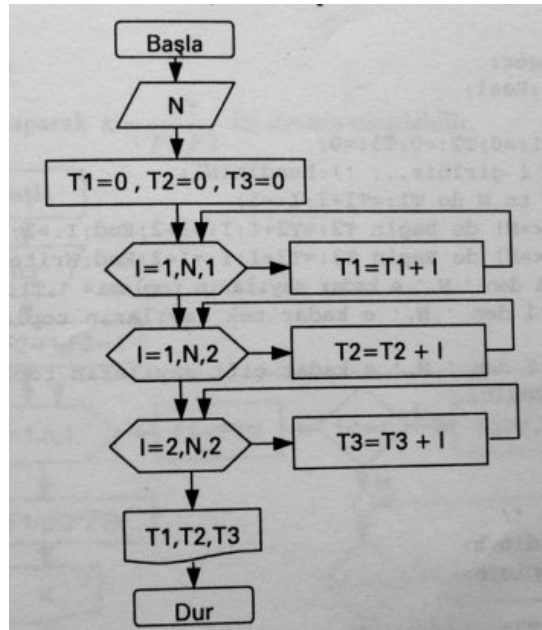 Başla
N
T1=0 , T2=0 , T3=0
I=1,N,1
T1=T1+I
I=1,N,2
T2=T2 + I
I=2,N,2
T3=T3 + I
T1,T2,T3
Dur